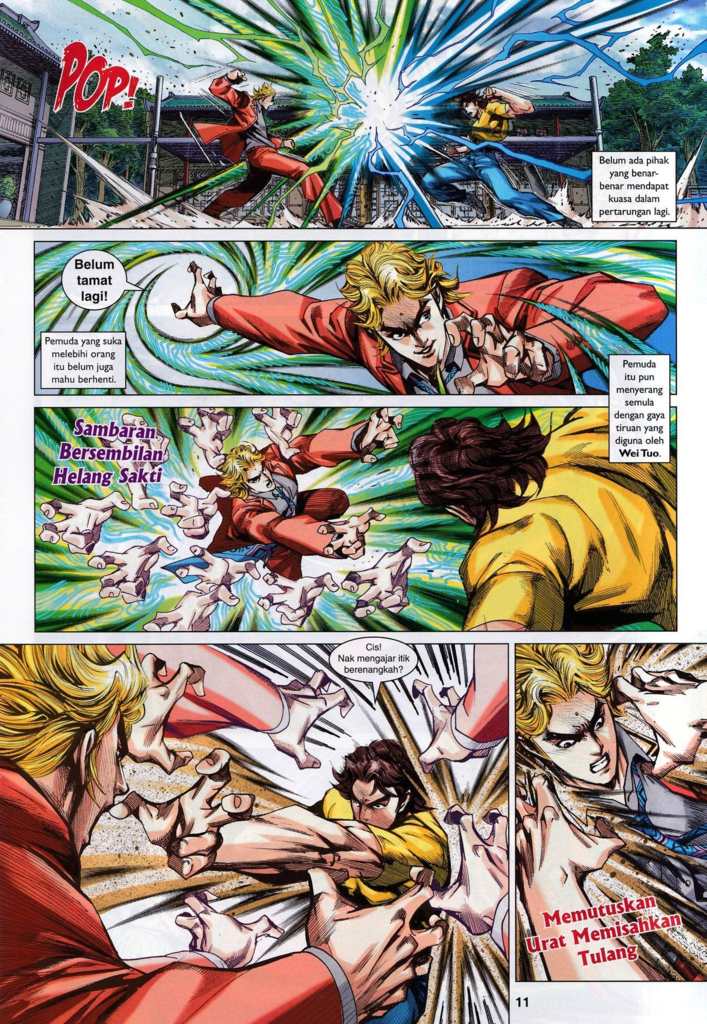 POP!
Belum ada pihak
yang benar-
benar mendapat
kuasa dalam
pertarungan lagi.
Belum
tamat
lagi!
Pemuda yang suka
melebihi orang
itu belum juga
mahu berhenti.
Pemuda
itu pun
menyerang
semula
dengan gaya
tiruan yang
diguna oleh
Wei Tuo.
Sambaran
Bersembilan
Helang Sakti
Cis!
Nak mengajar itik
berenangkah?
Memutuskan
Urat Memisahkan
Tulang
11